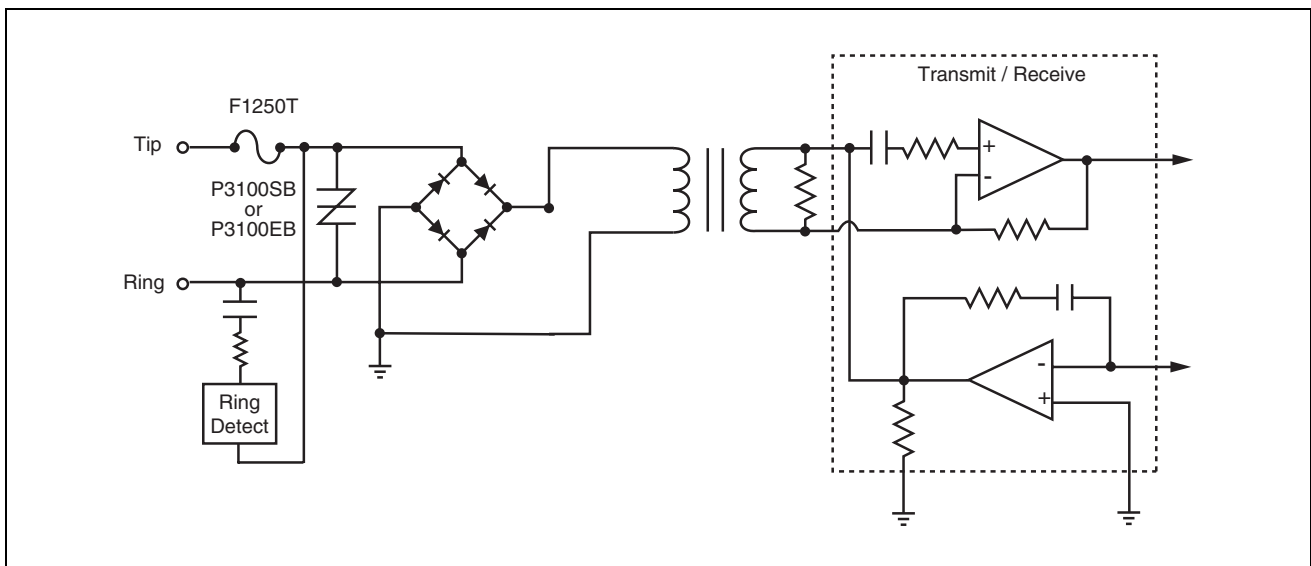 Transmit / Receive
F1250T
Tip
+
-
P3100SB
or
P3100EB
Ring
-
+
Ring
Detect